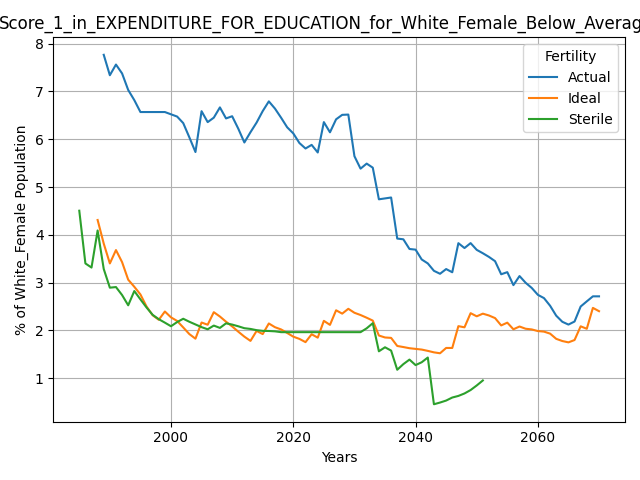 Score_1_in_EXPENDITURE_FOR_EDUCATION_for_White_Female_Below_Averag
Fertility
Actual
Ideal
Sterile
% of White_Female Population
8
7
6
5
4
3
2
1
2000 2020 2040 2060
Years